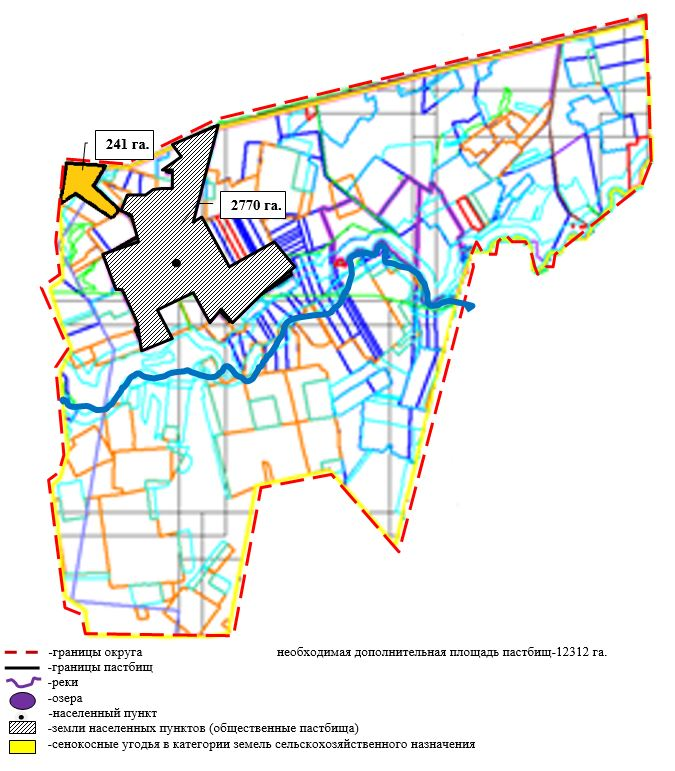 241 га.
2770 га.
-границы округа
необходимая дополнительная площадь пастбищ-12312 га.
-границы пастбищ
-реки
-озера
-населенный пункт
-земли населенных пунктов (общественные пастбища)
-сенокосные угодья в категории земель сельскохозяйственного назначения